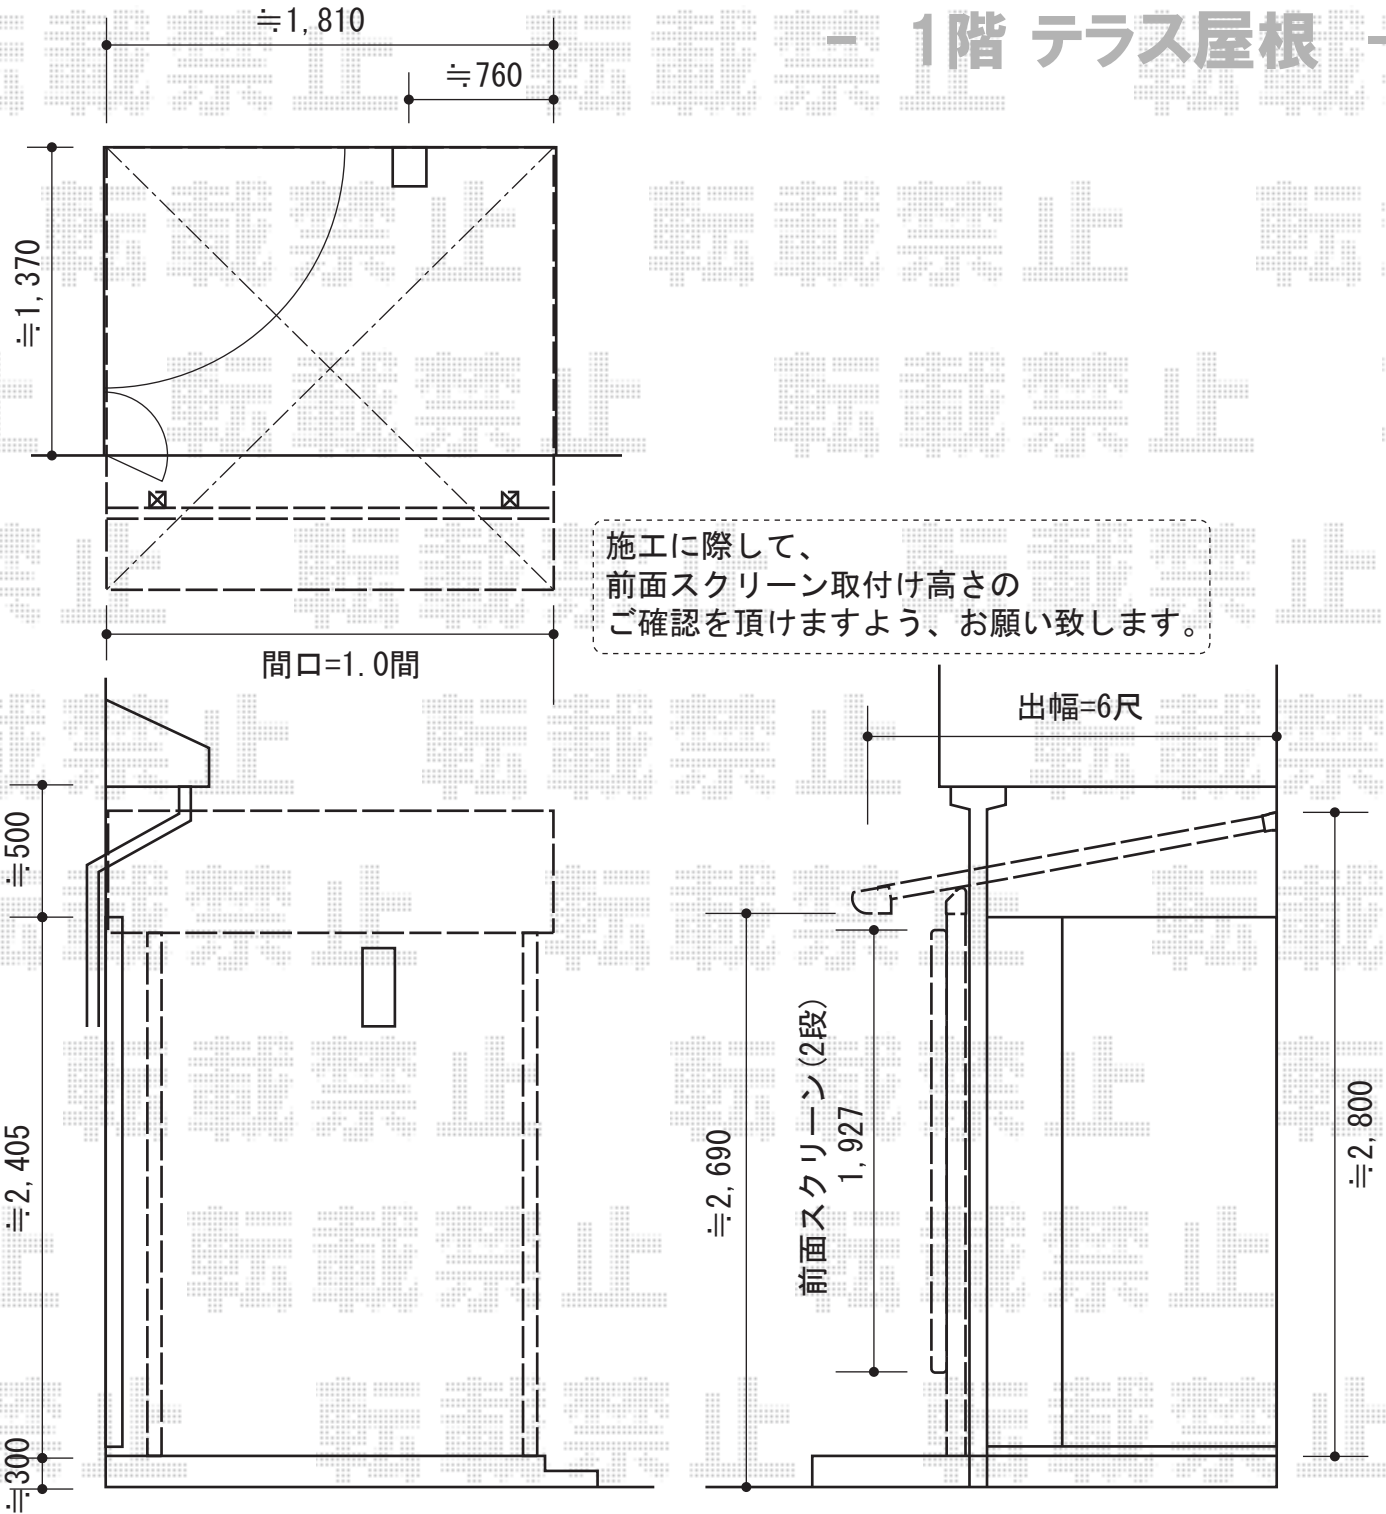 転載禁止
- 1階 テラス屋根 -
≒1,810
≒760
≒1,370
施工に際して、
前面スクリーン取付け高さの
ご確認を頂けますよう、お願い致します。
間口=1.0間
出幅=6尺
≒500
≒2,405
≒300
≒2,690
前面スクリーン(2段)
1,927
≒2,800